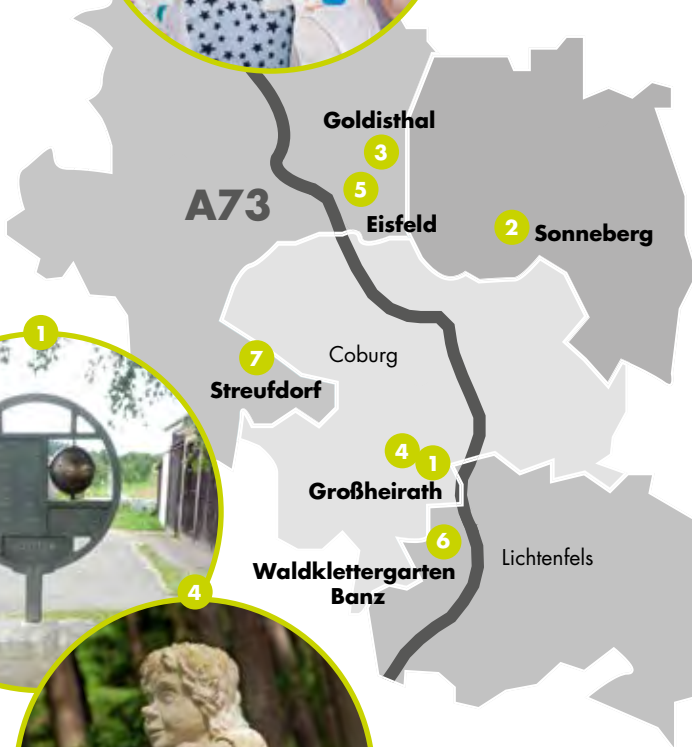 Goldisthal
3
5
A73
Eisfeld
2 Sonneberg
1
7
Coburg
Streufdorf
4
1
Großheirath
6
Lichtenfels
Waldklettergarten
Banz
4